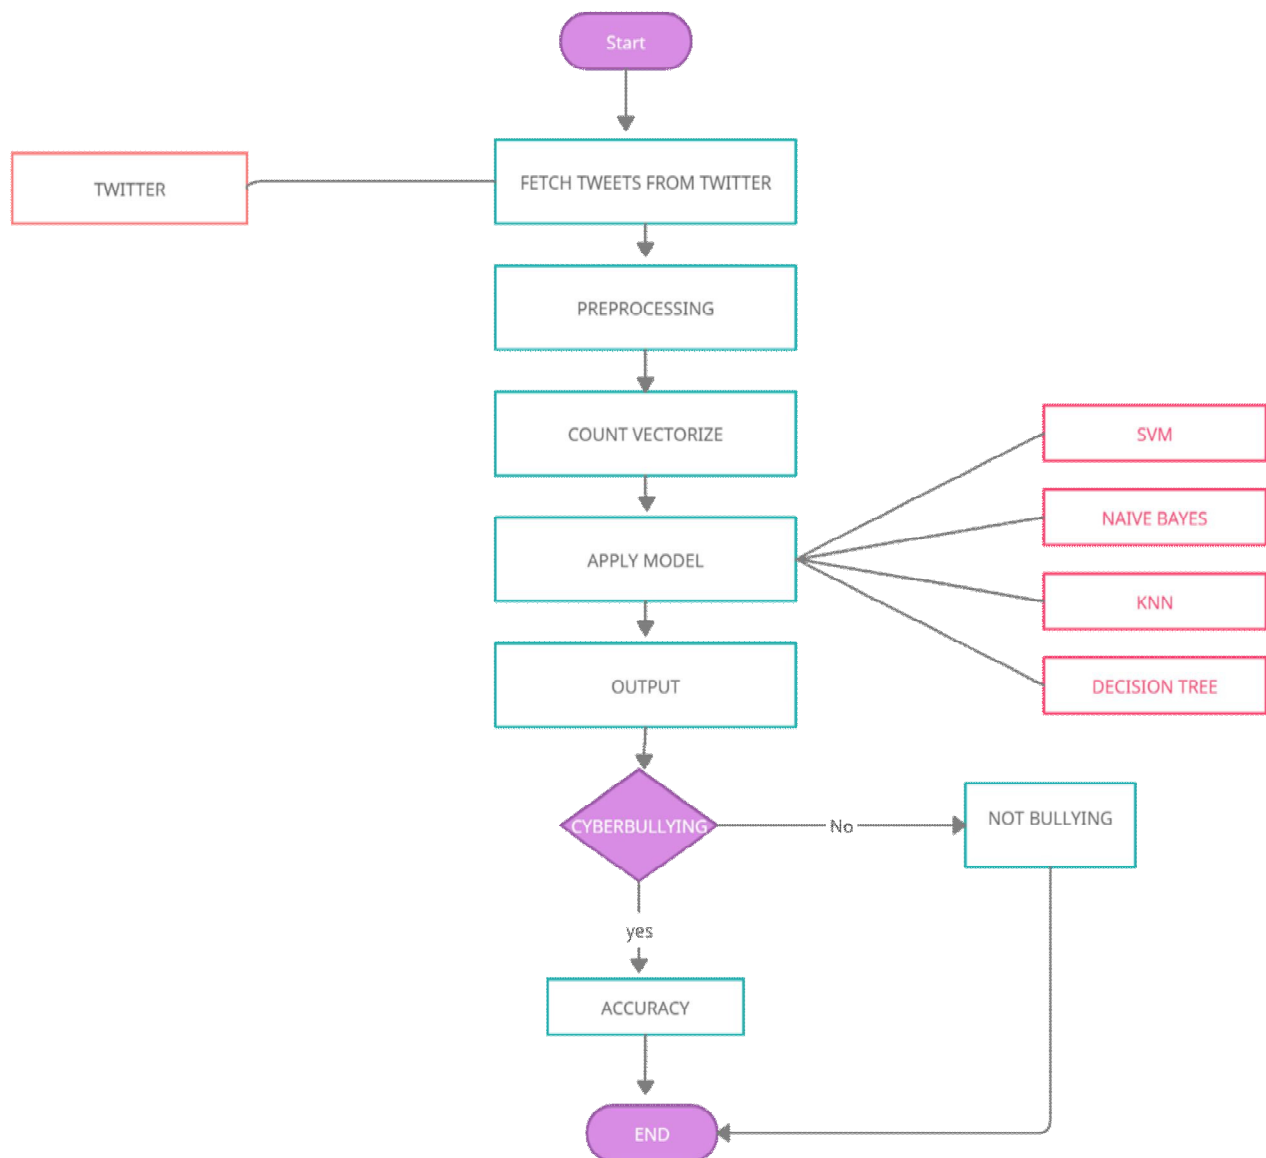 Start
TWITTER
FETCH TWEETS FROM TWITTER
PREPROCESSING
COUNT VECTORIZE
SVM
NAIVE BAYES
APPLY MODEL
KNN
OUTPUT
DECISION TREE
CYBERBULLYING
No
NOT BULLYING
yes
ACCURACY
END